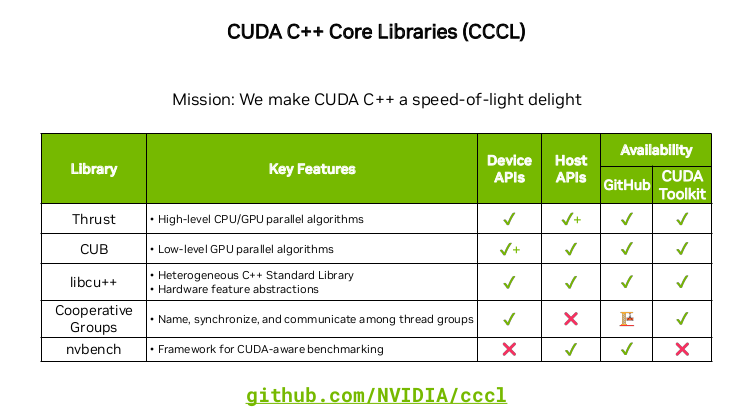 CUDA C++ Core Libraries (CCCL)
Mission: We make CUDA C++ a speed-of-light delight
Library Key Features Device APIs Host APIs Availability
GitHub CUDA Toolkit
Thrust • High-level CPU/GPU parallel algorithms ✓ ✓+ ✓ ✓
CUB • Low-level GPU parallel algorithms ✓+ ✓ ✓ ✓
libcu++ • Heterogeneous C++ Standard Library
• Hardware feature abstractions ✓ ✓ ✓ ✓
Cooperative Groups • Name, synchronize, and communicate among thread groups ✓ ❌ 🏗 ✓
nvbench • Framework for CUDA-aware benchmarking ❌ ✓ ✓ ❌
github.com/NVIDIA/cccl